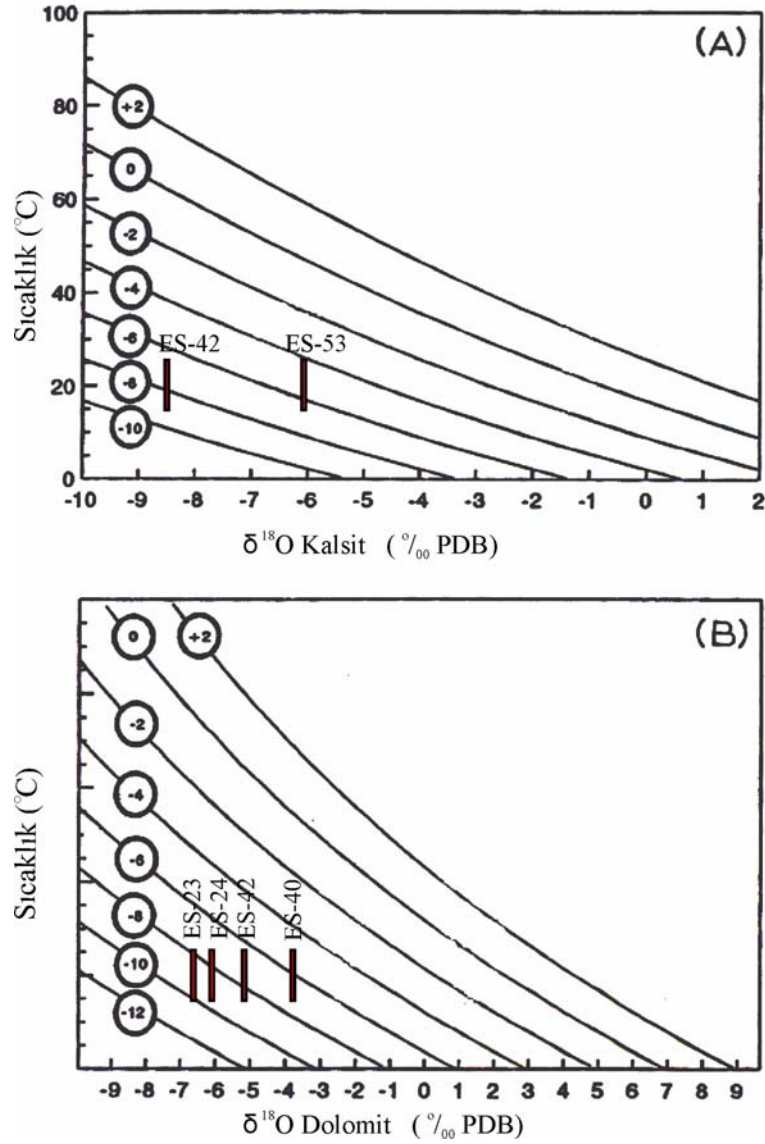 100
(A)
+2
80
0
60
-2
-4
40
-6
ES-42
ES-53
-8
20
-10
0
Sıcaklık (°C)
-10 -9 -8 -7 -6 -5 -4 -3 -2 -1 0 1 2
δ¹⁸O Kalsit (°/₀₀ PDB)
(B)
0
+2
-2
-4
-6
ES-23
ES-24
ES-42
ES-40
-8
-10
-12
Sıcaklık (°C)
-9 -8 -7 -6 -5 -4 -3 -2 -1 0 1 2 3 4 5 6 7 8 9
δ¹⁸O Dolomit (°/₀₀ PDB)